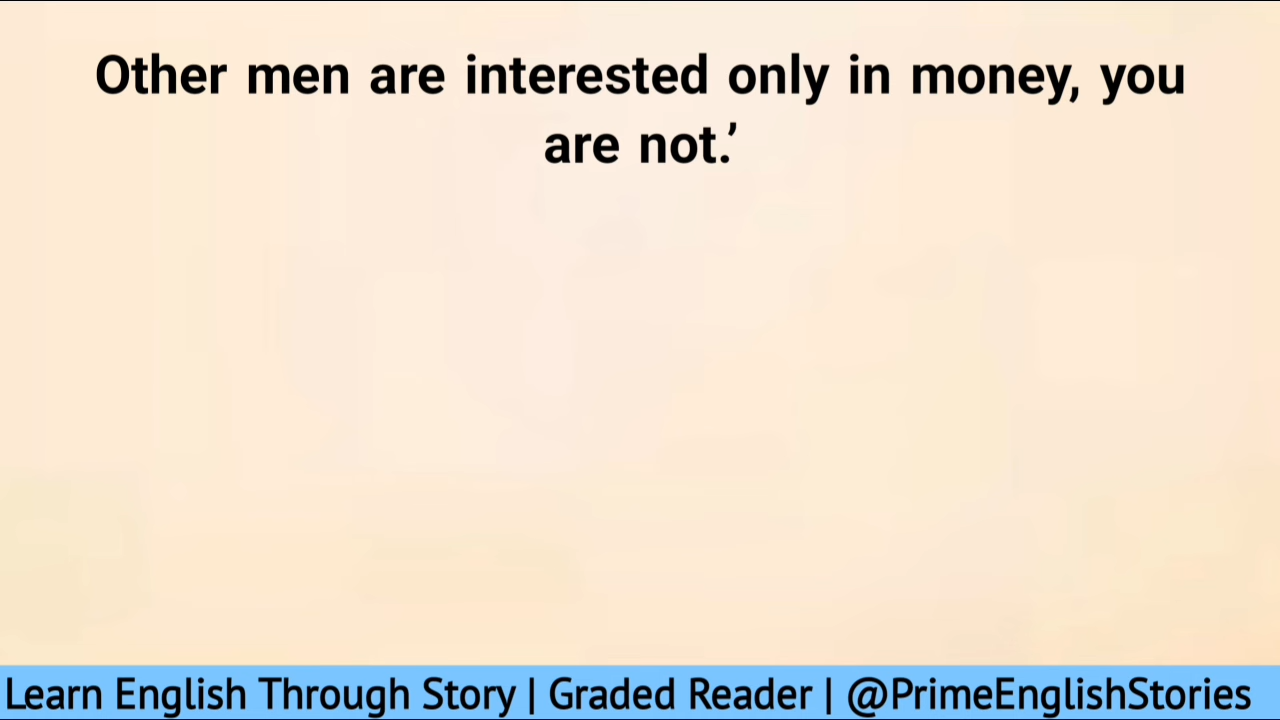 Other men are interested only in money, you
are not.’
Learn English Through Story | Graded Reader | @PrimeEnglishStories